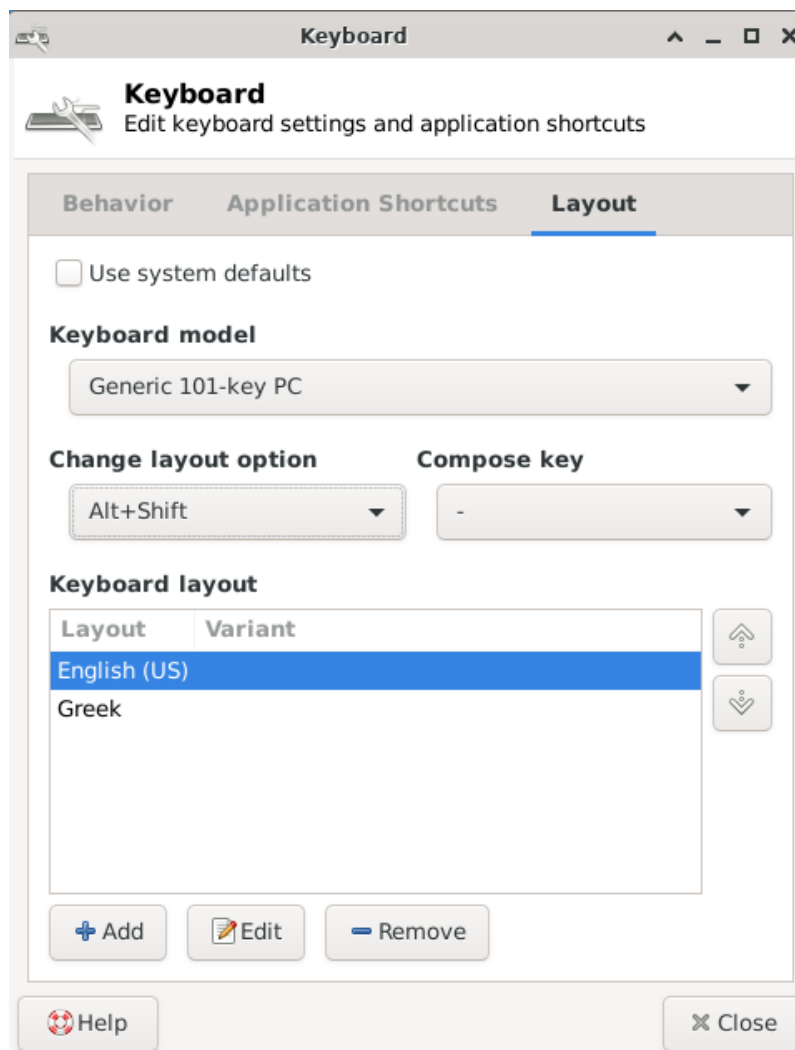 Keyboard
Keyboard
Edit keyboard settings and application shortcuts
Behavior Application Shortcuts Layout
Use system defaults
Keyboard model
Generic 101-key PC
Change layout option Compose key
Alt+Shift -
Keyboard layout
Layout Variant
English (US)
Greek
Add Edit Remove
Help Close